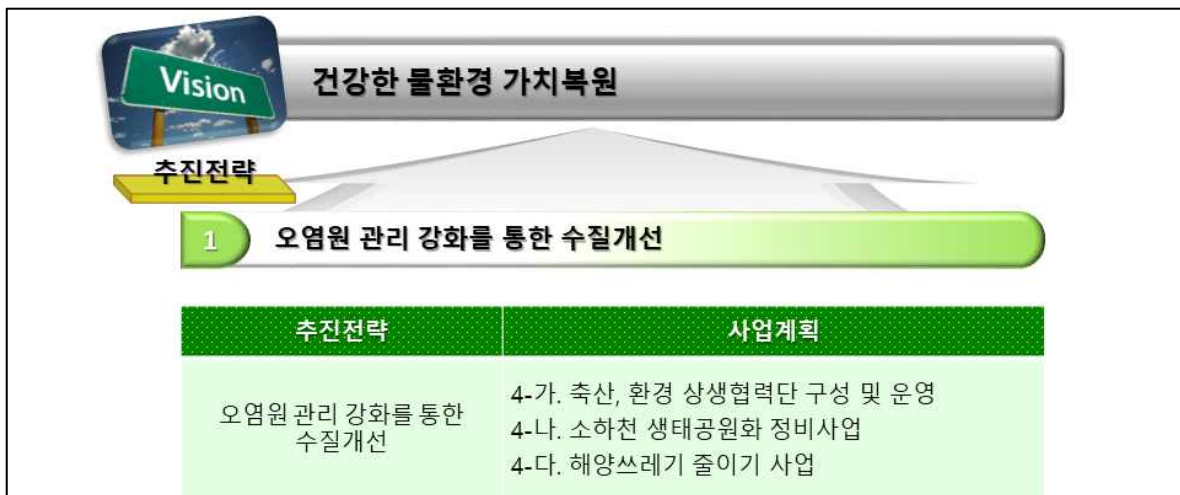 Vision
건강한 물환경 가치복원
추진전략
1
오염원 관리 강화를 통한 수질개선
추진전략
사업계획
오염원 관리 강화를 통한
수질개선
4-가. 축산, 환경 상생협력단 구성 및 운영
4-나. 소하천 생태공원화 정비사업
4-다. 해양쓰레기 줄이기 사업